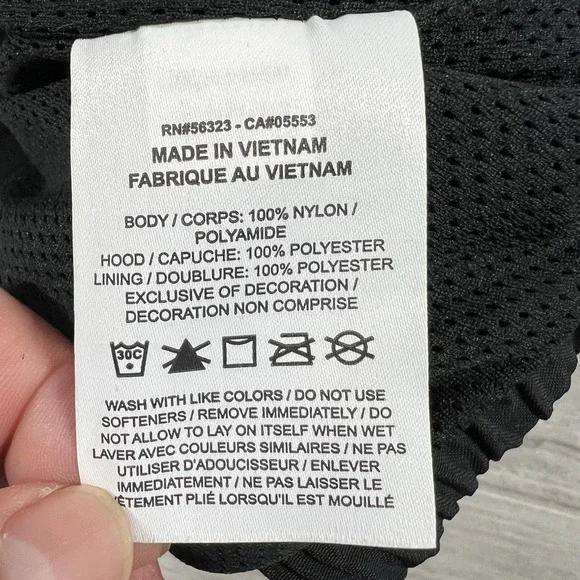 RN#56323 - CA#05553
MADE IN VIETNAM
FABRIQUE AU VIETNAM
BODY / CORPS: 100% NYLON /
POLYAMIDE
HOOD / CAPUCHE: 100% POLYESTER
LINING / DOUBLURE: 100% POLYESTER
EXCLUSIVE OF DECORATION /
DECORATION NON COMPRISE
30C
WASH WITH LIKE COLORS / DO NOT USE
SOFTENERS / REMOVE IMMEDIATELY / DO
NOT ALLOW TO LAY ON ITSELF WHEN WET
LAVER AVEC COULEURS SIMILAIRES / NE PAS
UTILISER D'ADOUCISSEUR / ENLEVER
IMMÉDIATEMENT / NE PAS LAISSER LE
VÊTEMENT PLIÉ LORSQU'IL EST MOUILLÉ